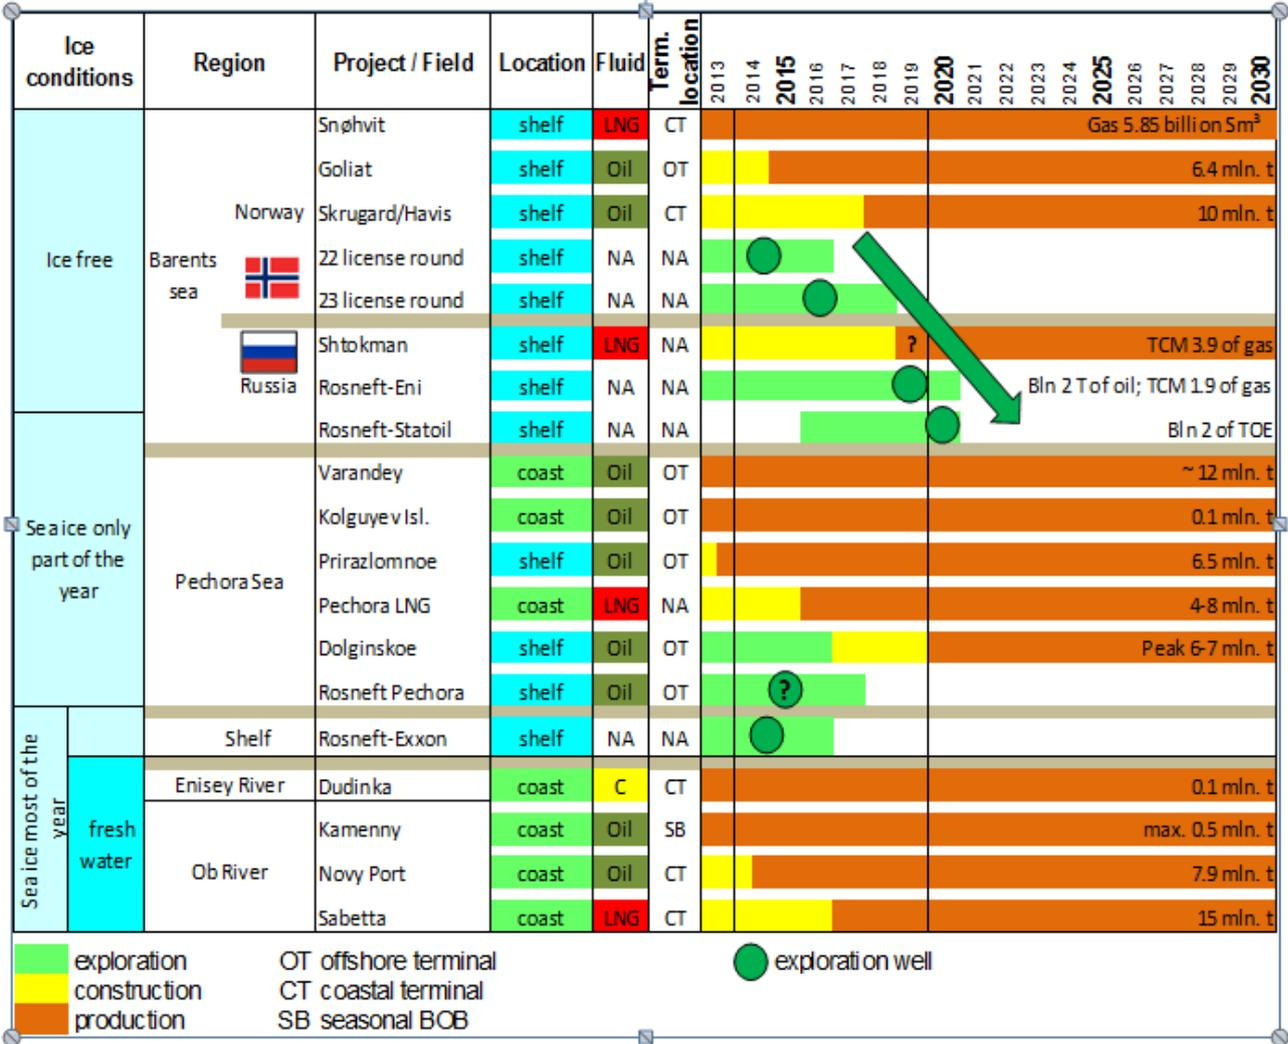 Ice conditions Region Project / Field Location Fluid Term. location 2013 2014 2015 2016 2017 2018 2019 2020 2021 2022 2023 2024 2025 2026 2027 2028 2029 2030
Snøhvit shelf LNG CT Gas 5.85 billion Sm³
Goliat shelf Oil OT 6.4 mln. t
Norway Skrugard/Havis shelf Oil CT 10 mln. t
Ice free Barents sea 22 license round shelf NA NA
23 license round shelf NA NA
Shtokman shelf LNG NA ? TCM 3.9 of gas
Russia Rosneft-Eni shelf NA NA Bln 2 T of oil; TCM 1.9 of gas
Rosneft-Statoil shelf NA NA Bln 2 of TOE
Varandey coast Oil OT ~ 12 mln. t
Sea ice only part of the year Kolguyev Isl. coast Oil OT 0.1 mln. t
Prirazlomnoe shelf Oil OT 6.5 mln. t
Pechora Sea Pechora LNG coast LNG NA 4-8 mln. t
Dolginskoe shelf Oil OT Peak 6-7 mln. t
Rosneft Pechora shelf Oil OT ?
Sea ice most of the year Shelf Rosneft-Exxon shelf NA NA
Enisey River Dudinka coast C CT 0.1 mln. t
fresh water Kamenny coast Oil SB max. 0.5 mln. t
Ob River Novy Port coast Oil CT 7.9 mln. t
Sabetta coast LNG CT 15 mln. t
exploration OT offshore terminal exploration well
construction CT coastal terminal
production SB seasonal BOB